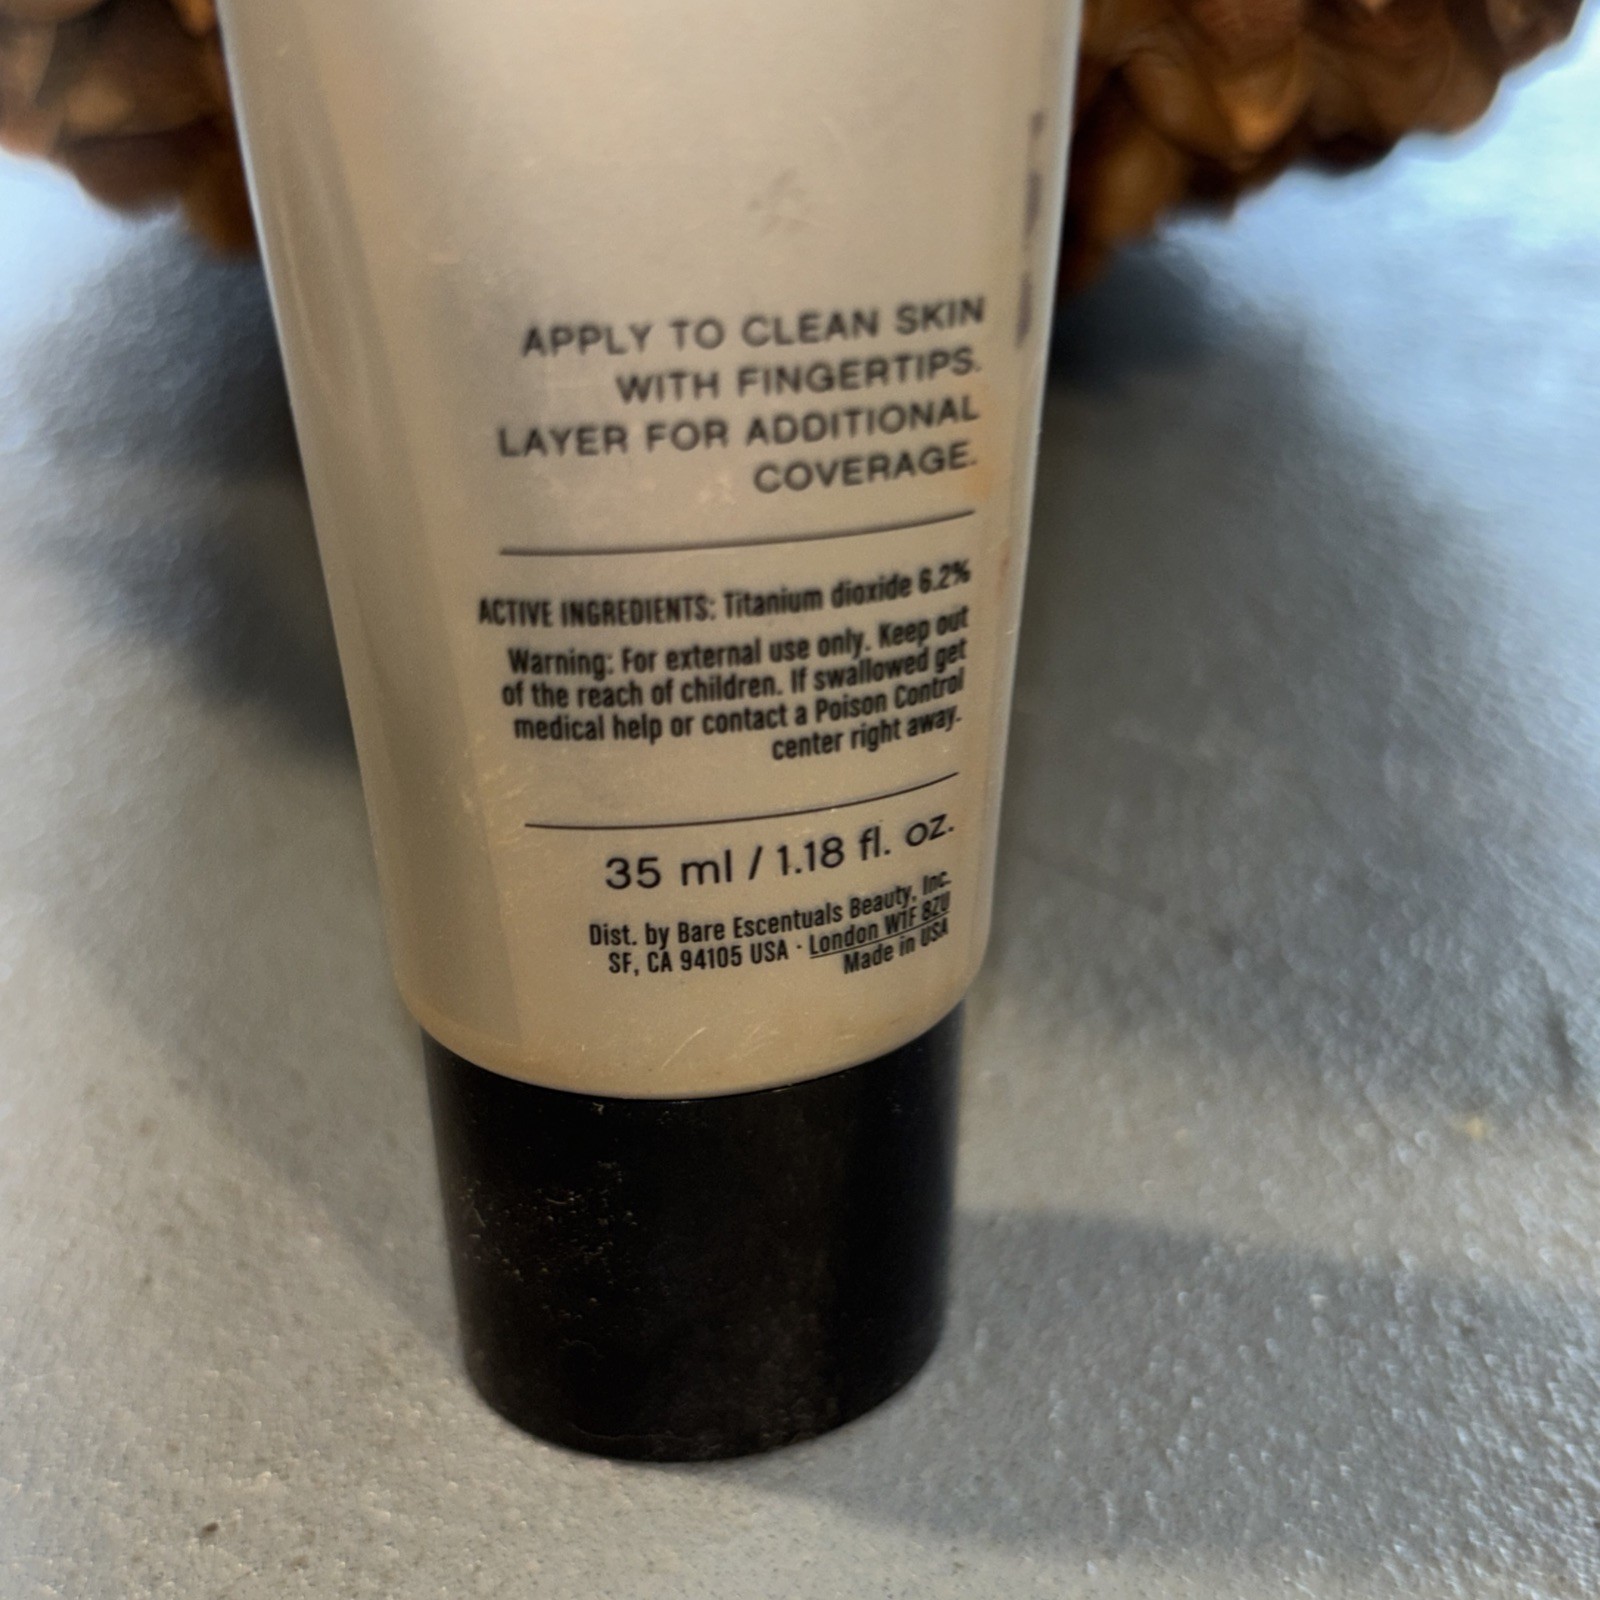 APPLY TO CLEAN SKIN
WITH FINGERTIPS.
LAYER FOR ADDITIONAL
COVERAGE.
ACTIVE INGREDIENTS: Titanium dioxide 6.2%
Warning: For external use only. Keep out
of the reach of children. If swallowed get
medical help or contact a Poison Control
center right away.
35 ml / 1.18 fl. oz.
Dist. by Bare Escentuals Beauty, Inc.
SF, CA 94105 USA · London W1F 8ZU
Made in USA